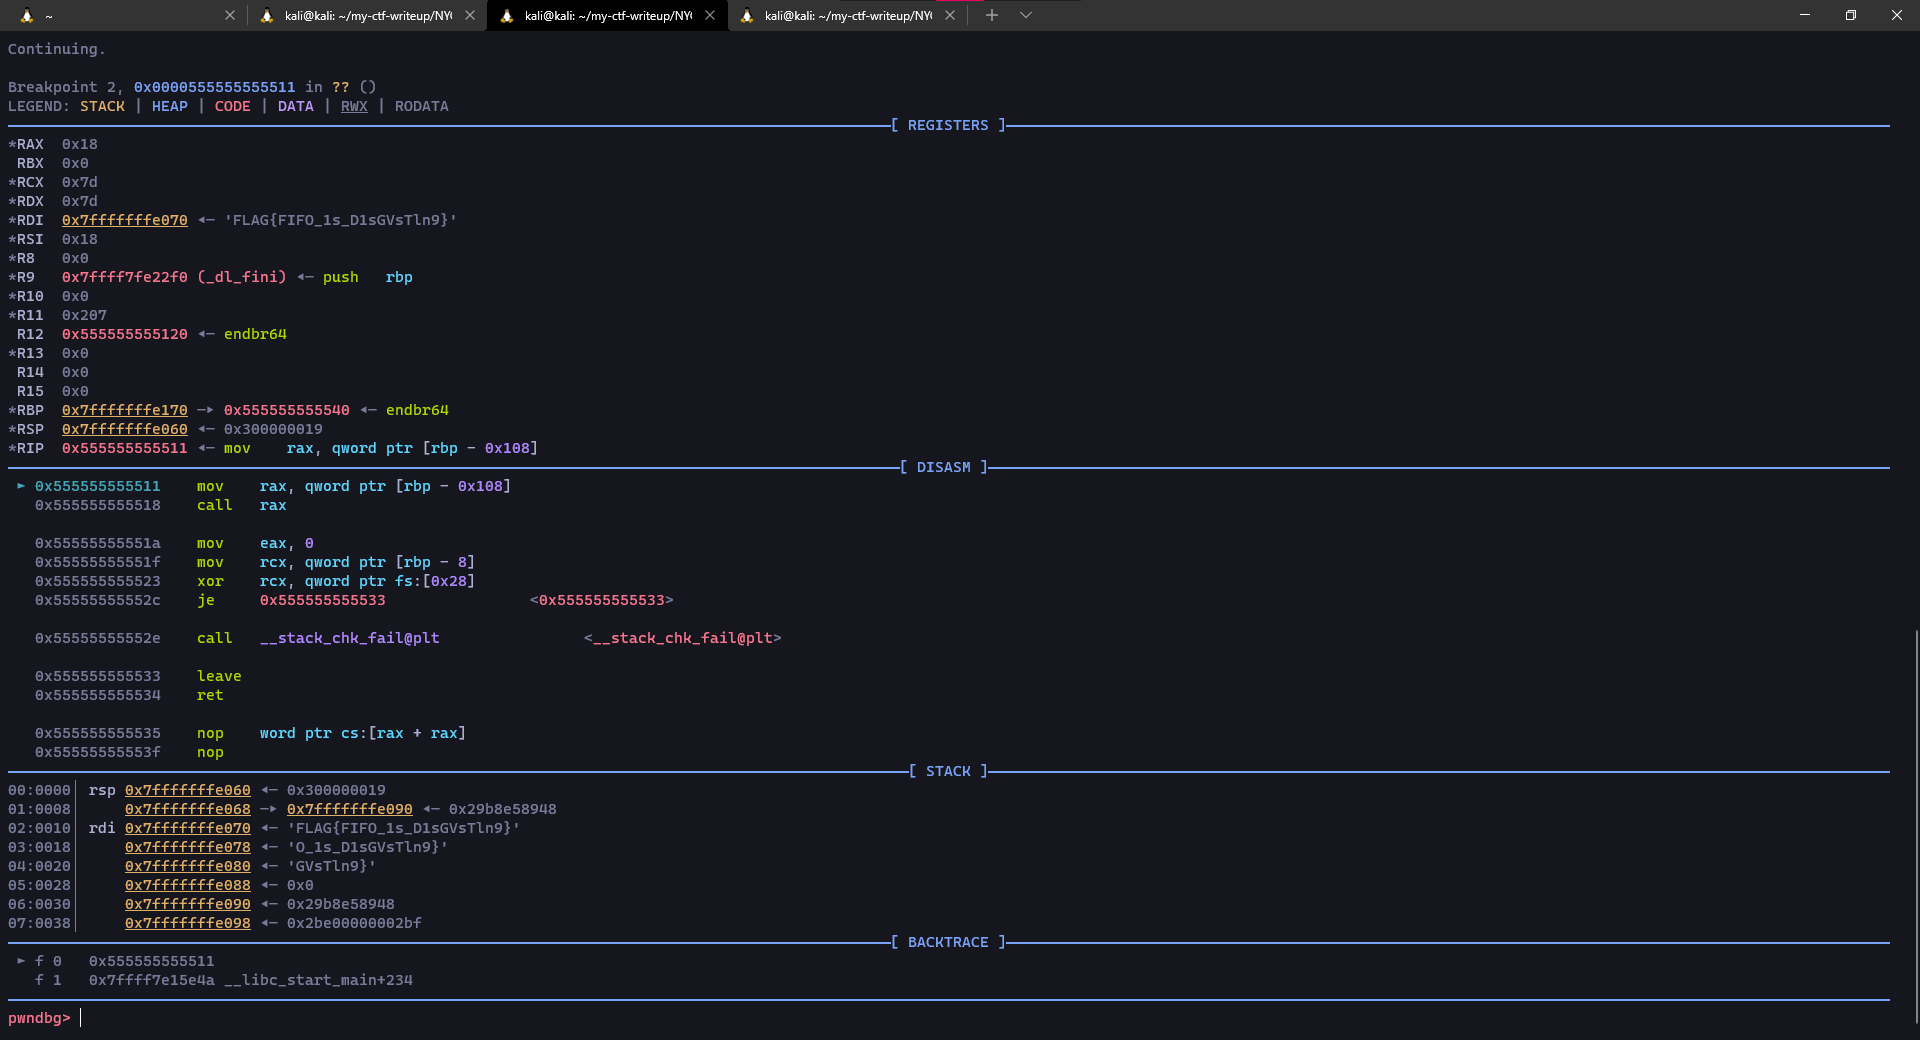 ~
kali@kali: ~/my-ctf-writeup/NY
kali@kali: ~/my-ctf-writeup/NY
kali@kali: ~/my-ctf-writeup/NY
Continuing.
Breakpoint 2, 0x0000555555555511 in ?? ()
LEGEND: STACK | HEAP | CODE | DATA | RWX | RODATA
[ REGISTERS ]
*RAX  0x18
 RBX  0x0
*RCX  0x7d
*RDX  0x7d
*RDI  0x7fffffffe070 ◂— 'FLAG{FIFO_1s_D1sGVsTln9}'
*RSI  0x18
*R8   0x0
*R9   0x7ffff7fe22f0 (_dl_fini) ◂— push   rbp
*R10  0x0
*R11  0x207
 R12  0x555555555120 ◂— endbr64
*R13  0x0
 R14  0x0
 R15  0x0
*RBP  0x7fffffffe170 —▸ 0x555555555540 ◂— endbr64
*RSP  0x7fffffffe060 ◂— 0x300000019
*RIP  0x555555555511 ◂— mov    rax, qword ptr [rbp - 0x108]
[ DISASM ]
 ► 0x555555555511    mov    rax, qword ptr [rbp - 0x108]
   0x555555555518    call   rax
   0x55555555551a    mov    eax, 0
   0x55555555551f    mov    rcx, qword ptr [rbp - 8]
   0x555555555523    xor    rcx, qword ptr fs:[0x28]
   0x55555555552c    je     0x555555555533                <0x555555555533>
   0x55555555552e    call   __stack_chk_fail@plt                <__stack_chk_fail@plt>
   0x555555555533    leave
   0x555555555534    ret
   0x555555555535    nop    word ptr cs:[rax + rax]
   0x55555555553f    nop
[ STACK ]
00:0000│ rsp 0x7fffffffe060 ◂— 0x300000019
01:0008│     0x7fffffffe068 —▸ 0x7fffffffe090 ◂— 0x29b8e58948
02:0010│ rdi 0x7fffffffe070 ◂— 'FLAG{FIFO_1s_D1sGVsTln9}'
03:0018│     0x7fffffffe078 ◂— 'O_1s_D1sGVsTln9}'
04:0020│     0x7fffffffe080 ◂— 'GVsTln9}'
05:0028│     0x7fffffffe088 ◂— 0x0
06:0030│     0x7fffffffe090 ◂— 0x29b8e58948
07:0038│     0x7fffffffe098 ◂— 0x2be00000002bf
[ BACKTRACE ]
 ► f 0   0x555555555511
   f 1   0x7ffff7e15e4a __libc_start_main+234
pwndbg>